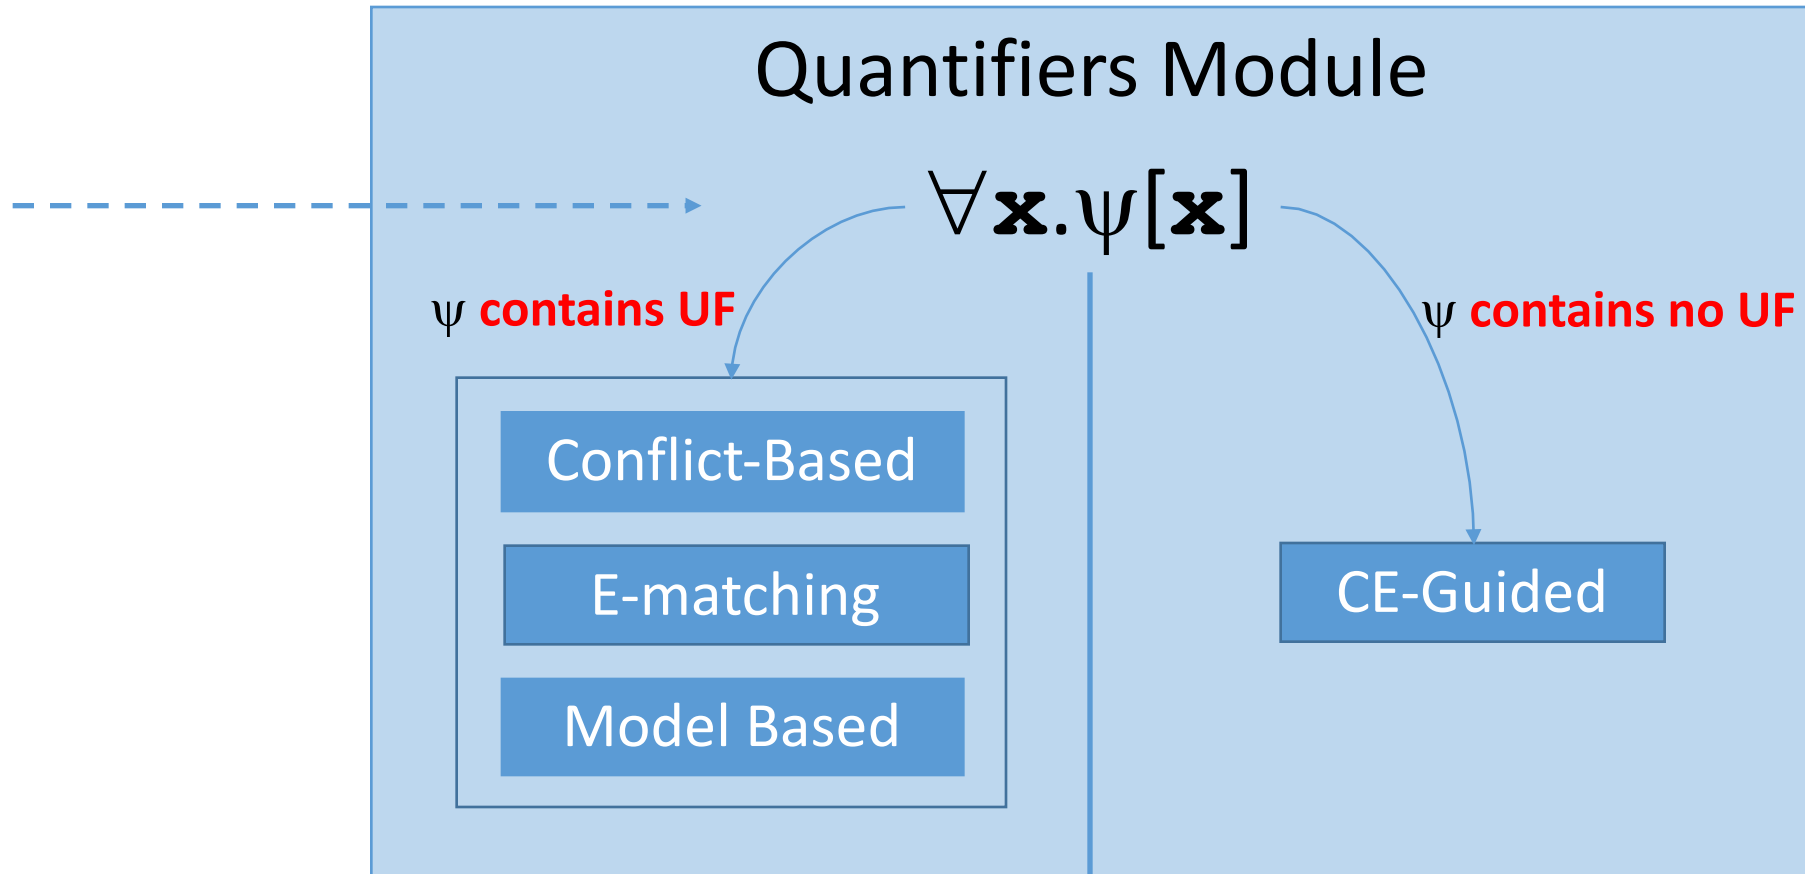 Quantifiers Module
∀x.ψ[x]
ψ contains UF
ψ contains no UF
Conflict-Based
E-matching
CE-Guided
Model Based